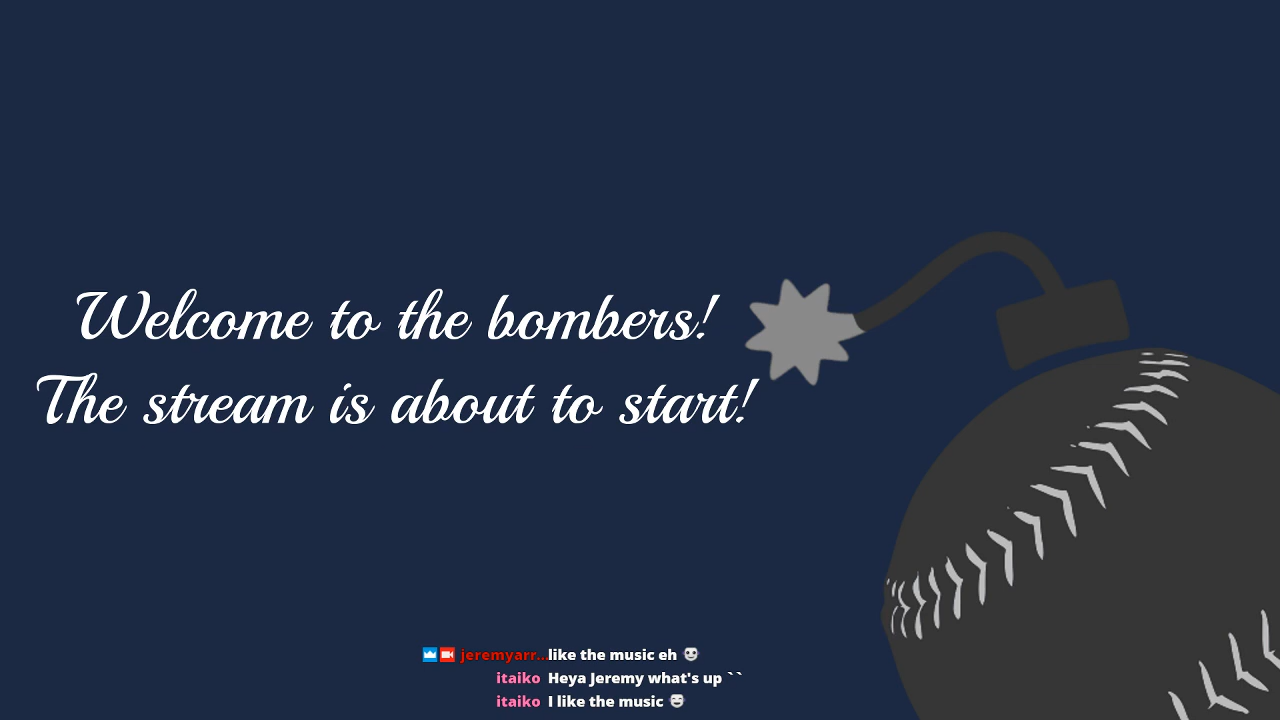 Welcome to the bombers!
The stream is about to start!
jeremyarr... like the music eh
itaiko Heya Jeremy what's up ``
itaiko I like the music